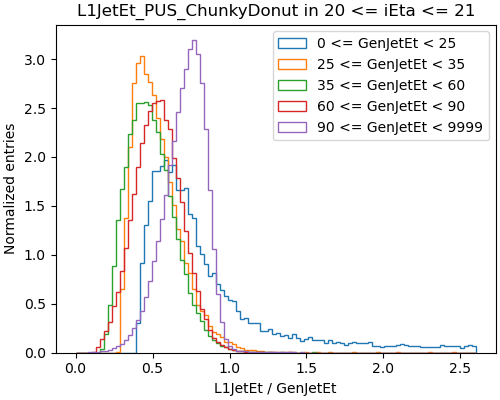 L1JetEt_PUS_ChunkyDonut in 20 <= iEta <= 21
0 <= GenJetEt < 25
25 <= GenJetEt < 35
35 <= GenJetEt < 60
60 <= GenJetEt < 90
90 <= GenJetEt < 9999
Normalized entries
3.0
2.5
2.0
1.5
1.0
0.5
0.0
0.0 0.5 1.0 1.5 2.0 2.5
L1JetEt / GenJetEt